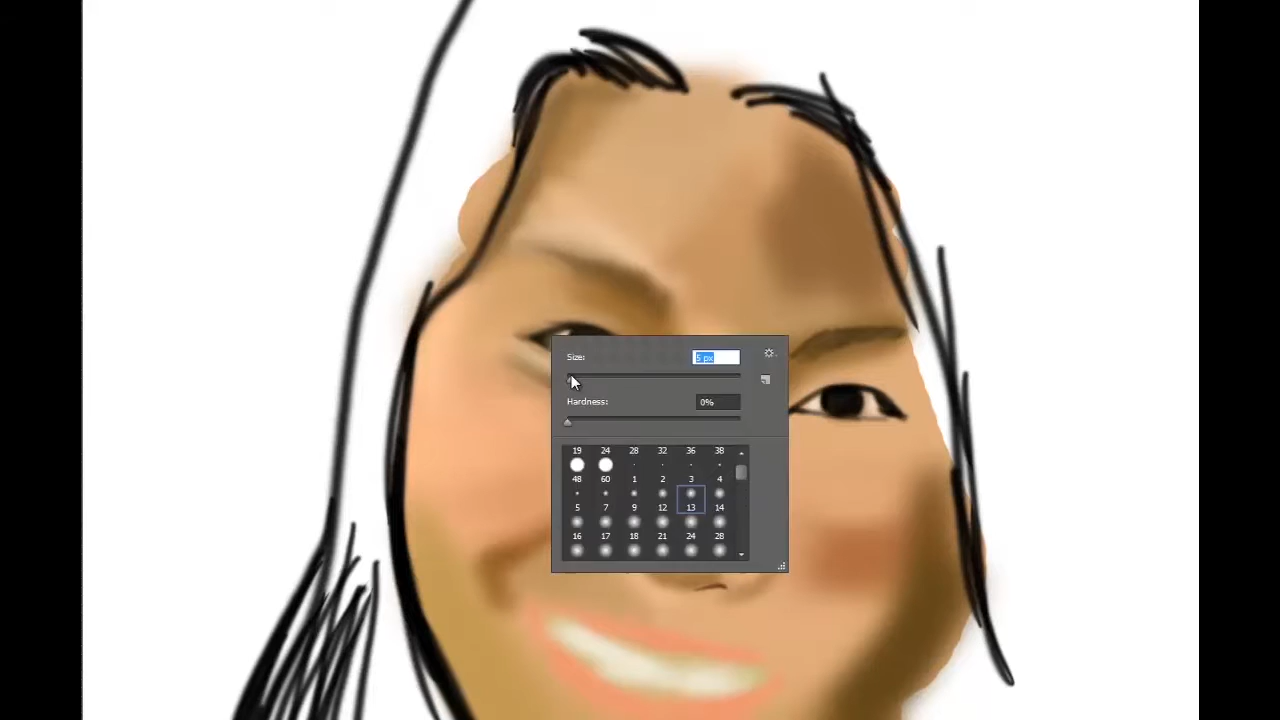 Size: 5 px
Hardness: 0%
19 24 28 32 36 38
48 60 1 2 3 4
5 7 9 12 13 14
16 17 18 21 24 28